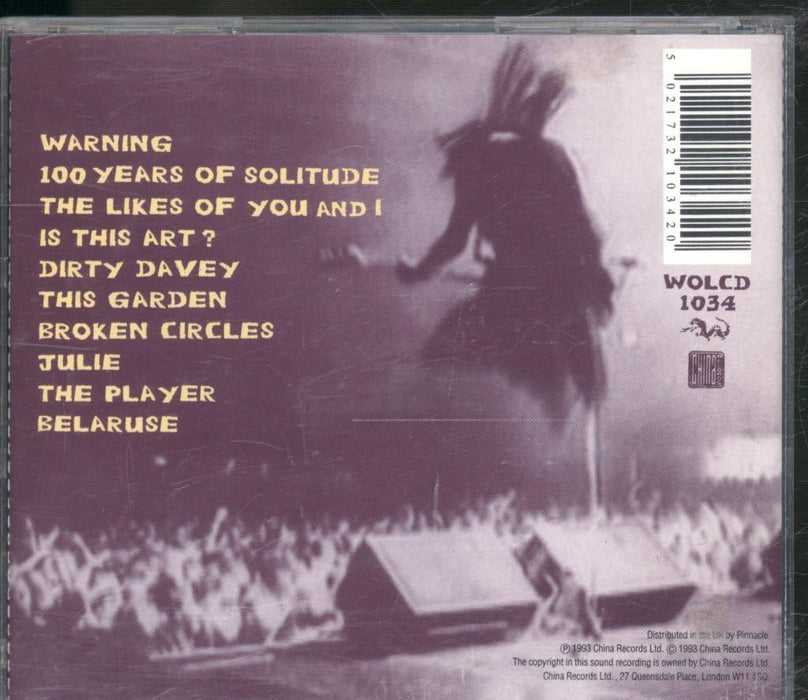 WARNING
100 YEARS OF SOLITUDE
THE LIKES OF YOU AND I
IS THIS ART?
DIRTY DAVEY
THIS GARDEN
BROKEN CIRCLES
JULIE
THE PLAYER
BELARUSE
5 021732 103420
WOLCD
1034
CHINA
Distributed in the UK by Pinnacle.
℗ 1993 China Records Ltd. © 1993 China Records Ltd.
The copyright in this sound recording is owned by China Records Ltd.
China Records Ltd., 27 Queensdale Place, London W11 4SQ.